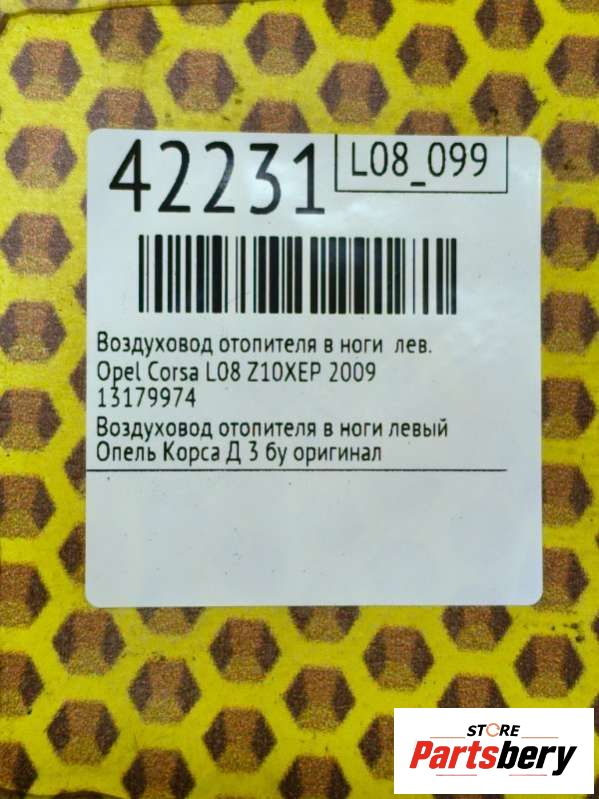 42231
L08_099
Воздуховод отопителя в ноги лев.
Opel Corsa L08 Z10XEP 2009
13179974
Воздуховод отопителя в ноги левый
Опель Корса Д 3 бу оригинал
STORE
Partsbery